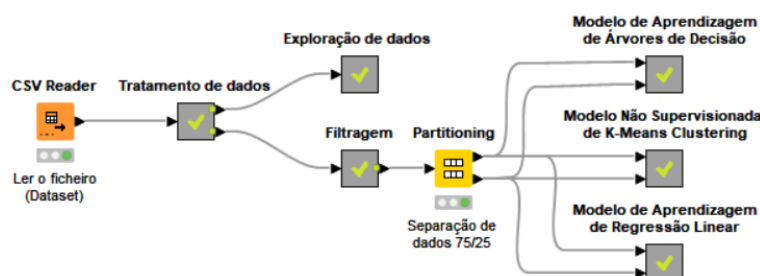 Modelo de Aprendizagem
de Árvores de Decisão
Exploração de dados
CSV Reader
Tratamento de dados
Modelo Não Supervisionada
de K-Means Clustering
Filtragem
Partitioning
Ler o ficheiro
(Dataset)
Separação de
dados 75/25
Modelo de Aprendizagem
de Regressão Linear